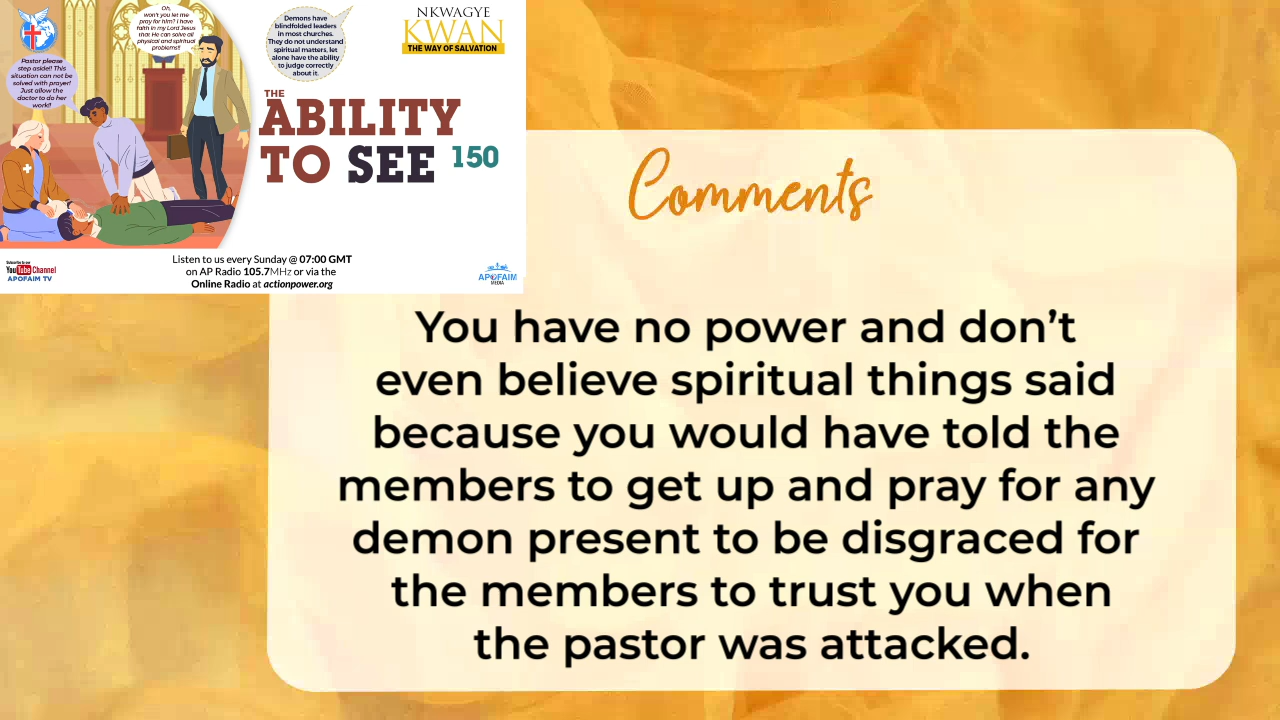 Oh,
won't you let me
pray for him? I have
faith in my Lord Jesus
that He can solve all
physical and spiritual
problems!!
Pastor please
step aside!! This
situation can not be
solved with prayer!
Just allow the
doctor to do her
work!!
Demons have
blindfolded leaders
in most churches.
They do not understand
spiritual matters, let
alone have the ability
to judge correctly
about it.
NKWAGYE
KWAN
THE WAY OF SALVATION
THE
ABILITY
TO SEE 150
Listen to us every Sunday @ 07:00 GMT
on AP Radio 105.7MHz or via the
Online Radio at actionpower.org
YouTube Channel
APOFAIM TV
APOFAIM
MEDIA
Comments
You have no power and don’t
even believe spiritual things said
because you would have told the
members to get up and pray for any
demon present to be disgraced for
the members to trust you when
the pastor was attacked.